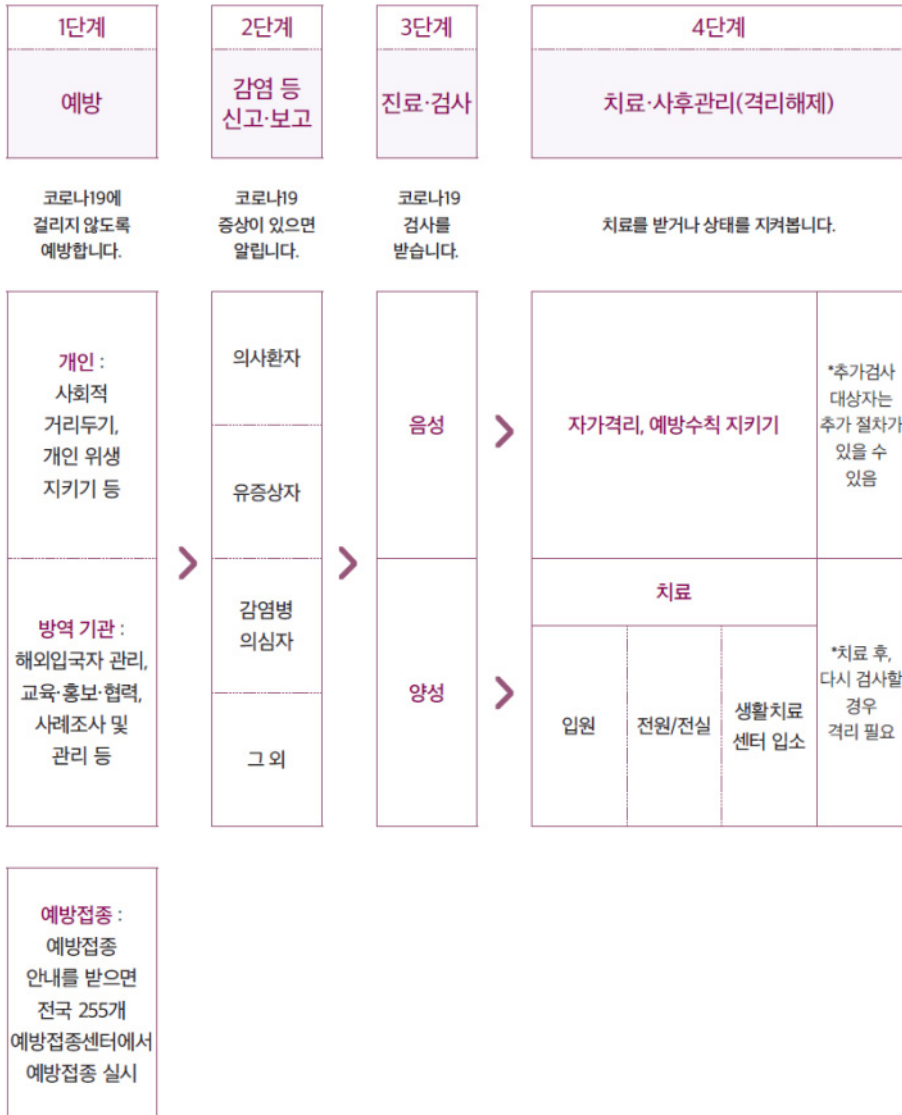 1단계
예방
2단계
감염 등
신고·보고
3단계
진료·검사
4단계
치료·사후관리(격리해제)
코로나19에
걸리지 않도록
예방합니다.
코로나19
증상이 있으면
알립니다.
코로나19
검사를
받습니다.
치료를 받거나 상태를 지켜봅니다.
개인 :
사회적
거리두기,
개인 위생
지키기 등
방역 기관 :
해외입국자 관리,
교육·홍보·협력,
사례조사 및
관리 등
의사환자
유증상자
감염병
의심자
그 외
음성
양성
자가격리, 예방수칙 지키기
*추가검사
대상자는
추가 절차가
있을 수
있음
치료
입원
전원/전실
생활치료
센터 입소
*치료 후,
다시 검사할
경우
격리 필요
예방접종 :
예방접종
안내를 받으면
전국 255개
예방접종센터에서
예방접종 실시